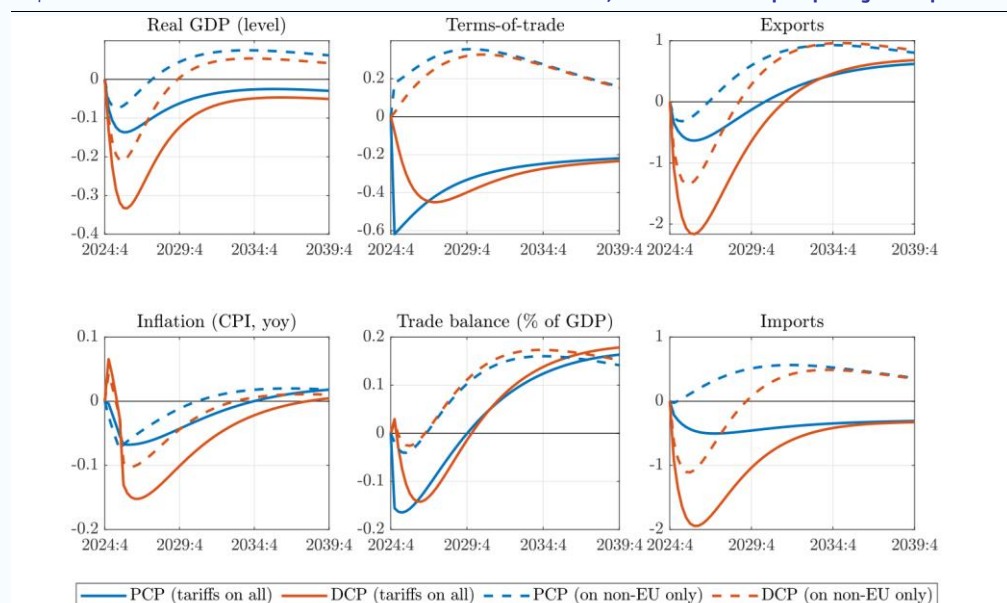 Real GDP (level)
Terms-of-trade
Exports
0
-0.1
-0.2
-0.3
-0.4
2024:4 2029:4 2034:4 2039:4
0.2
0
-0.2
-0.4
-0.6
2024:4 2029:4 2034:4 2039:4
1
0
-1
-2
2024:4 2029:4 2034:4 2039:4
Inflation (CPI, yoy)
Trade balance (% of GDP)
Imports
0.1
0
-0.1
-0.2
2024:4 2029:4 2034:4 2039:4
0.2
0.1
0
-0.1
-0.2
2024:4 2029:4 2034:4 2039:4
1
0
-1
-2
2024:4 2029:4 2034:4 2039:4
PCP (tariffs on all) DCP (tariffs on all) PCP (on non-EU only) DCP (on non-EU only)